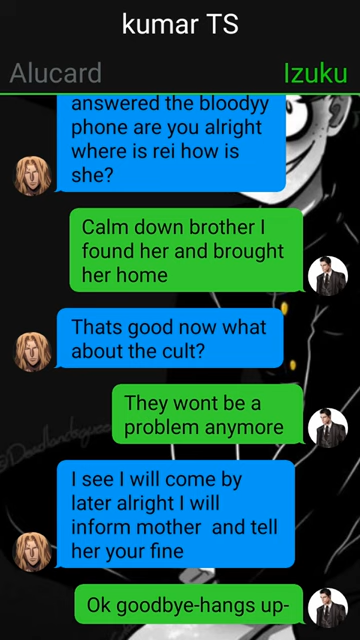 kumar TS
Alucard
Izuku
answered the bloodyy
phone are you alright
where is rei how is
she?
Calm down brother I
found her and brought
her home
Thats good now what
about the cult?
They wont be a
problem anymore
I see I will come by
later alright I will
inform mother  and tell
her your fine
Ok goodbye-hangs up-